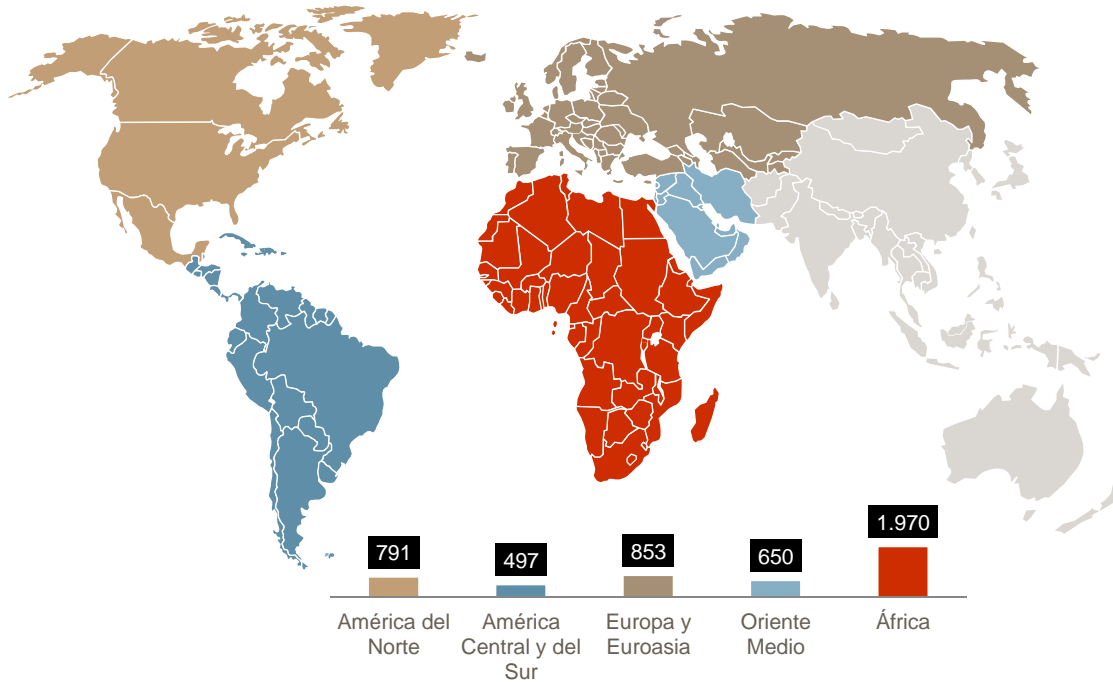 791
497
853
650
1.970
América del
Norte
América
Central y del
Sur
Europa y
Euroasia
Oriente
Medio
África